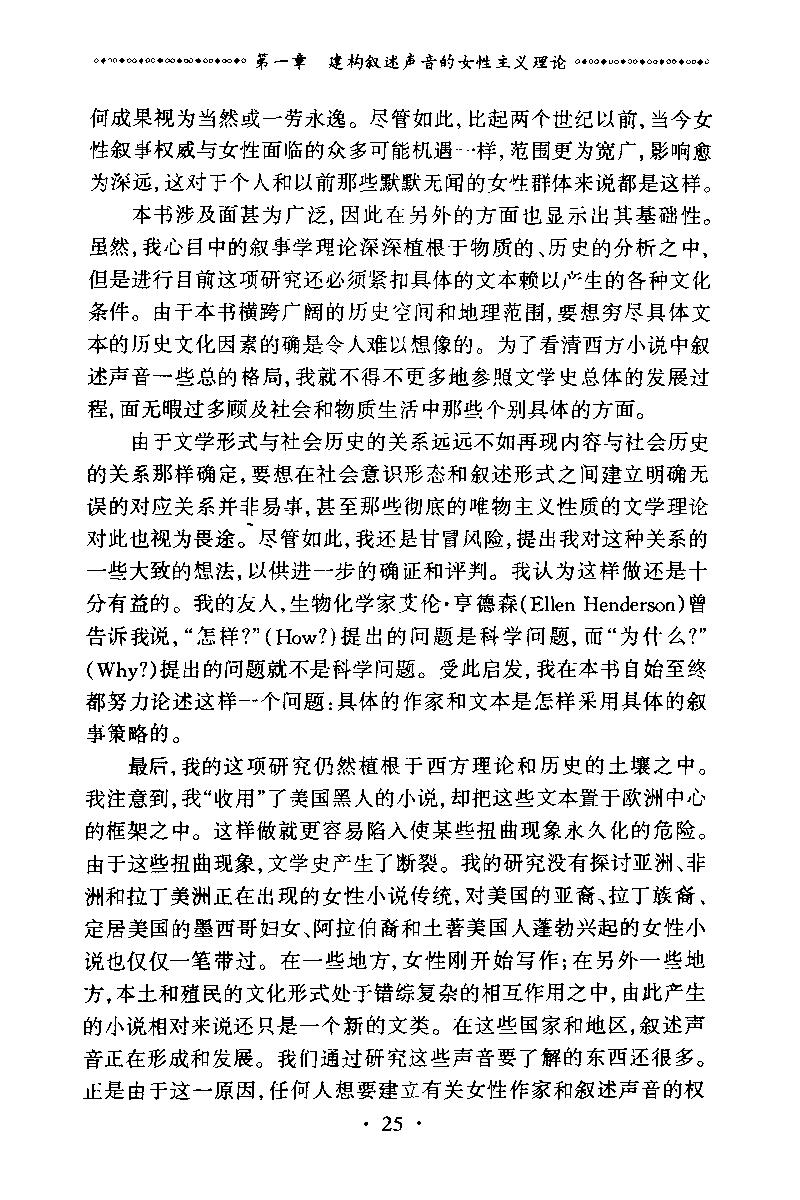 第一章 建构叙述声音的女性主义理论
何成果视为当然或一劳永逸。尽管如此,比起两个世纪以前,当今女
性叙事权威与女性面临的众多可能机遇一样,范围更为宽广,影响愈
为深远,这对于个人和以前那些默默无闻的女性群体来说都是这样。
本书涉及面甚为广泛,因此在另外的方面也显示出其基础性。
虽然,我心目中的叙事学理论深深植根于物质的、历史的分析之中,
但是进行目前这项研究还必须紧扣具体的文本赖以产生的各种文化
条件。由于本书横跨广阔的历史空间和地理范围,要想穷尽具体文
本的历史文化因素的确是令人难以想像的。为了看清西方小说中叙
述声音一些总的格局,我就不得不更多地参照文学史总体的发展过
程,而无暇过多顾及社会和物质生活中那些个别具体的方面。
由于文学形式与社会历史的关系远远不如再现内容与社会历史
的关系那样确定,要想在社会意识形态和叙述形式之间建立明确无
误的对应关系并非易事,甚至那些彻底的唯物主义性质的文学理论
对此也视为畏途。尽管如此,我还是甘冒风险,提出我对这种关系的
一些大致的想法,以供进一步的确证和评判。我认为这样做还是十
分有益的。我的友人,生物化学家艾伦·亨德森(Ellen Henderson)曾
告诉我说,“怎样?”(How?)提出的问题是科学问题,而“为什么?”
(Why?)提出的问题就不是科学问题。受此启发,我在本书自始至终
都努力论述这样一个问题:具体的作家和文本是怎样采用具体的叙
事策略的。
最后,我的这项研究仍然植根于西方理论和历史的土壤之中。
我注意到,我“收用”了美国黑人的小说,却把这些文本置于欧洲中心
的框架之中。这样做就更容易陷入使某些扭曲现象永久化的危险。
由于这些扭曲现象,文学史产生了断裂。我的研究没有探讨亚洲、非
洲和拉丁美洲正在出现的女性小说传统,对美国的亚裔、拉丁族裔、
定居美国的墨西哥妇女、阿拉伯裔和土著美国人蓬勃兴起的女性小
说也仅仅一笔带过。在一些地方,女性刚开始写作;在另外一些地
方,本土和殖民的文化形式处于错综复杂的相互作用之中,由此产生
的小说相对来说还只是一个新的文类。在这些国家和地区,叙述声
音正在形成和发展。我们通过研究这些声音要了解的东西还很多。
正是由于这一原因,任何人想要建立有关女性作家和叙述声音的权
· 25 ·